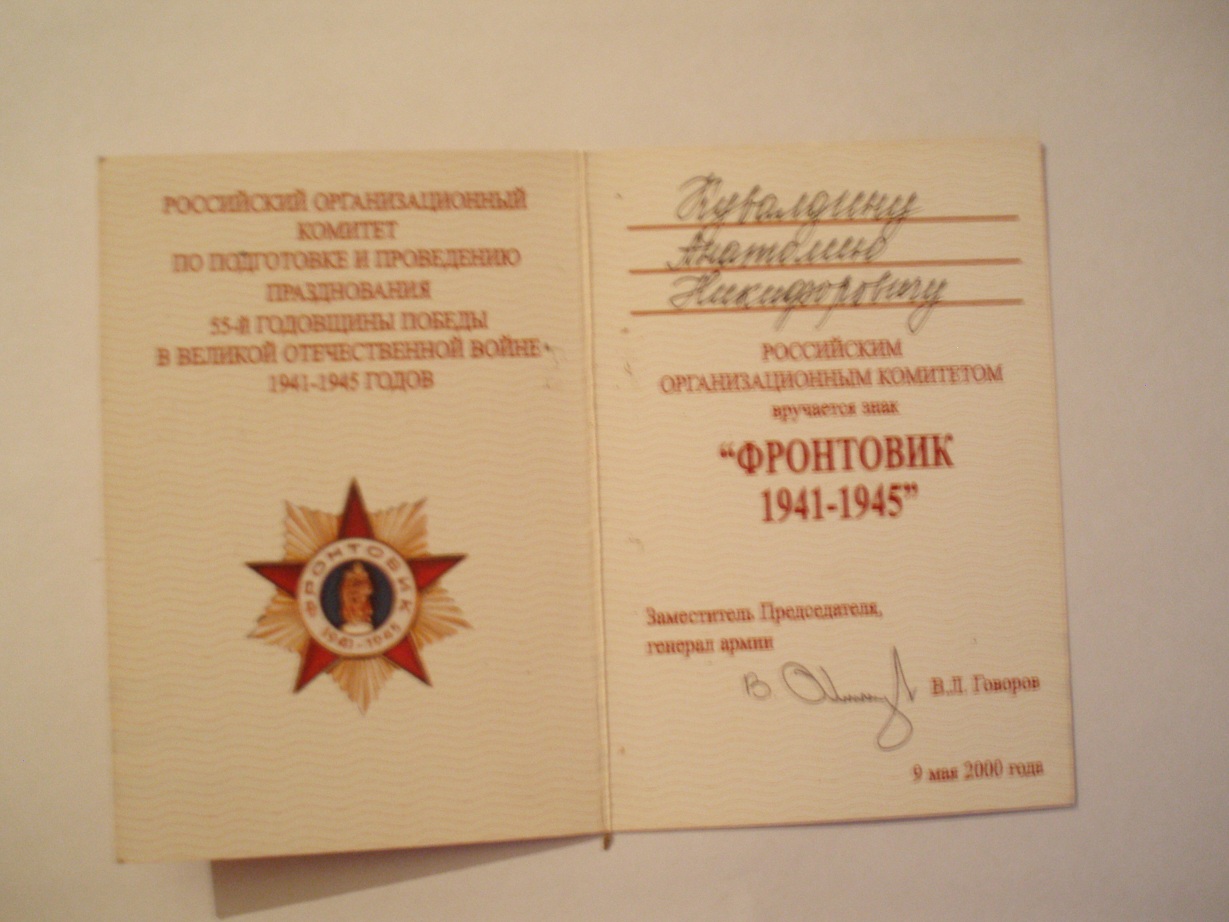 РОССИЙСКИЙ ОРГАНИЗАЦИОННЫЙ
КОМИТЕТ
ПО ПОДГОТОВКЕ И ПРОВЕДЕНИЮ
ПРАЗДНОВАНИЯ
55-й ГОДОВЩИНЫ ПОБЕДЫ
В ВЕЛИКОЙ ОТЕЧЕСТВЕННОЙ ВОЙНЕ
1941-1945 ГОДОВ
ФРОНТОВИК
1941-1945
Кувалдину
Анатолию
Никифоровичу
РОССИЙСКИМ
ОРГАНИЗАЦИОННЫМ КОМИТЕТОМ
вручается знак
“ФРОНТОВИК
1941-1945”
Заместитель Председателя,
генерал армии
В.Л. Говоров
9 мая 2000 года